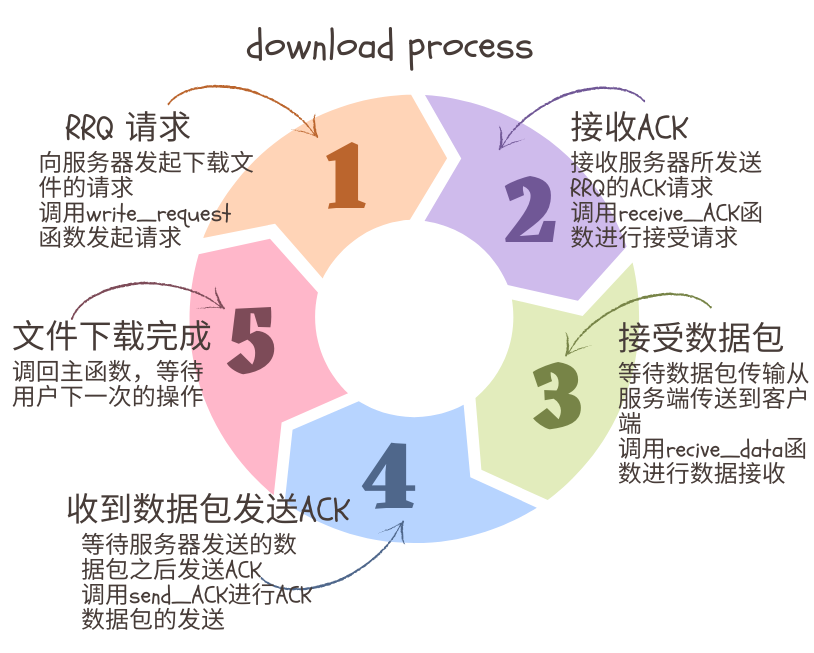 download process
RRQ 请求
向服务器发起下载文
件的请求
调用write_request
函数发起请求
1
接收ACK
接收服务器所发送
RRQ的ACK请求
调用receive_ACK函
数进行接受请求
2
接受数据包
等待数据包传输从
服务端传送到客户
端
调用recive_data函
数进行数据接收
3
收到数据包发送ACK
等待服务器发送的数
据包之后发送ACK
调用send_ACK进行ACK
数据包的发送
4
文件下载完成
调回主函数，等待
用户下一次的操作
5